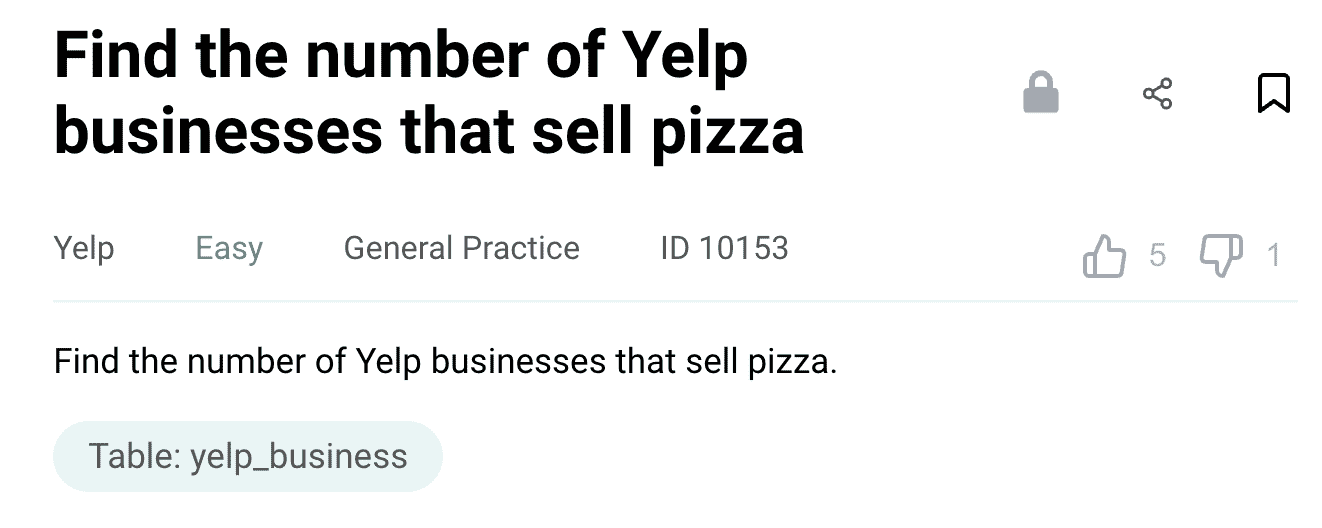 Find the number of Yelp
businesses that sell pizza
Yelp Easy General Practice ID 10153
5 1
Find the number of Yelp businesses that sell pizza.
Table: yelp_business